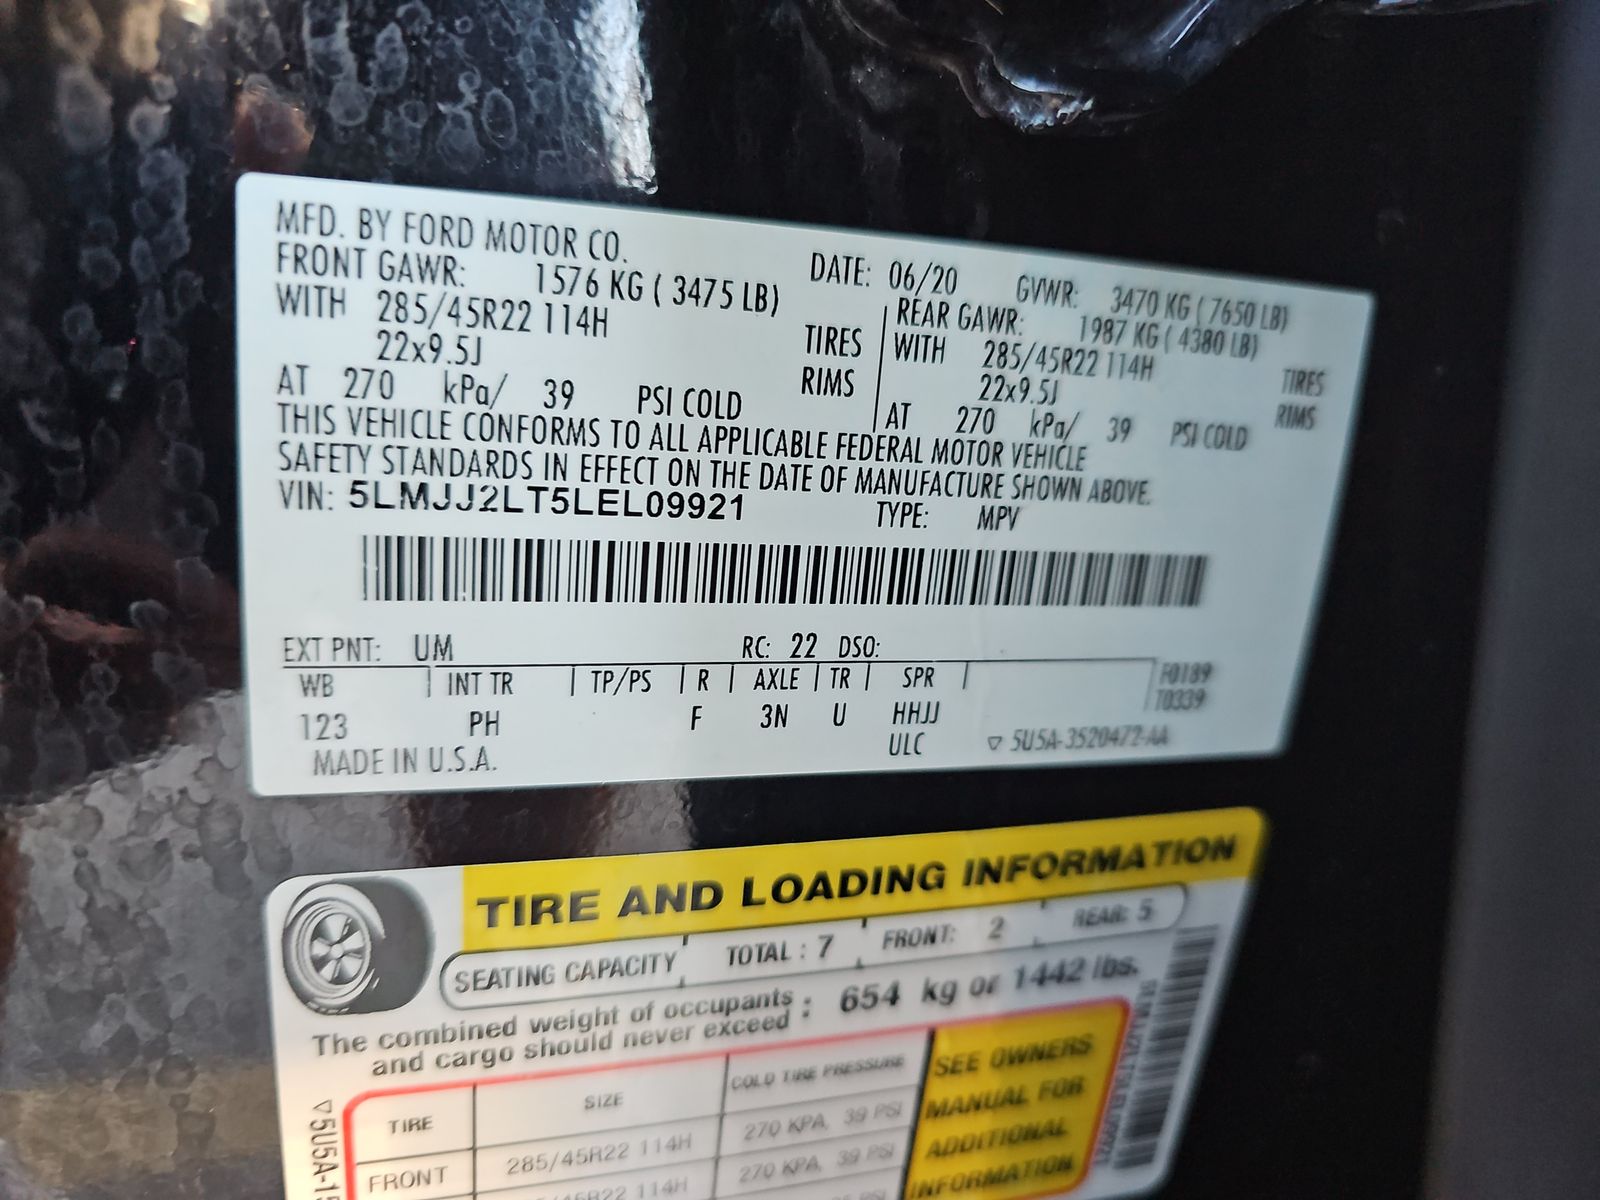 MFD. BY FORD MOTOR CO.
DATE: 06/20 GVWR: 3470 KG ( 7650 LB)
FRONT GAWR: 1576 KG ( 3475 LB)
WITH 285/45R22 114H TIRES
22x9.5J RIMS
AT 270 kPa/ 39 PSI COLD
REAR GAWR: 1987 KG ( 4380 LB)
WITH 285/45R22 114H TIRES
22x9.5J RIMS
AT 270 kPa/ 39 PSI COLD
THIS VEHICLE CONFORMS TO ALL APPLICABLE FEDERAL MOTOR VEHICLE
SAFETY STANDARDS IN EFFECT ON THE DATE OF MANUFACTURE SHOWN ABOVE.
VIN: 5LMJJ2LT5LEL09921 TYPE: MPV
EXT PNT: UM RC: 22 DSO:
WB INT TR TP/PS R AXLE TR SPR
F0189
T0339
123 PH F 3N U HHJJ
ULC
5U5A-3520472-AA
MADE IN U.S.A.
TIRE AND LOADING INFORMATION
SEATING CAPACITY TOTAL : 7 FRONT: 2 REAR: 5
The combined weight of occupants
and cargo should never exceed : 654 kg or 1442 lbs.
TIRE SIZE COLD TIRE PRESSURE
FRONT 285/45R22 114H 270 KPA, 39 PSI
114H 270 KPA, 39 PSI
SEE OWNERS
MANUAL FOR
ADDITIONAL
INFORMATION